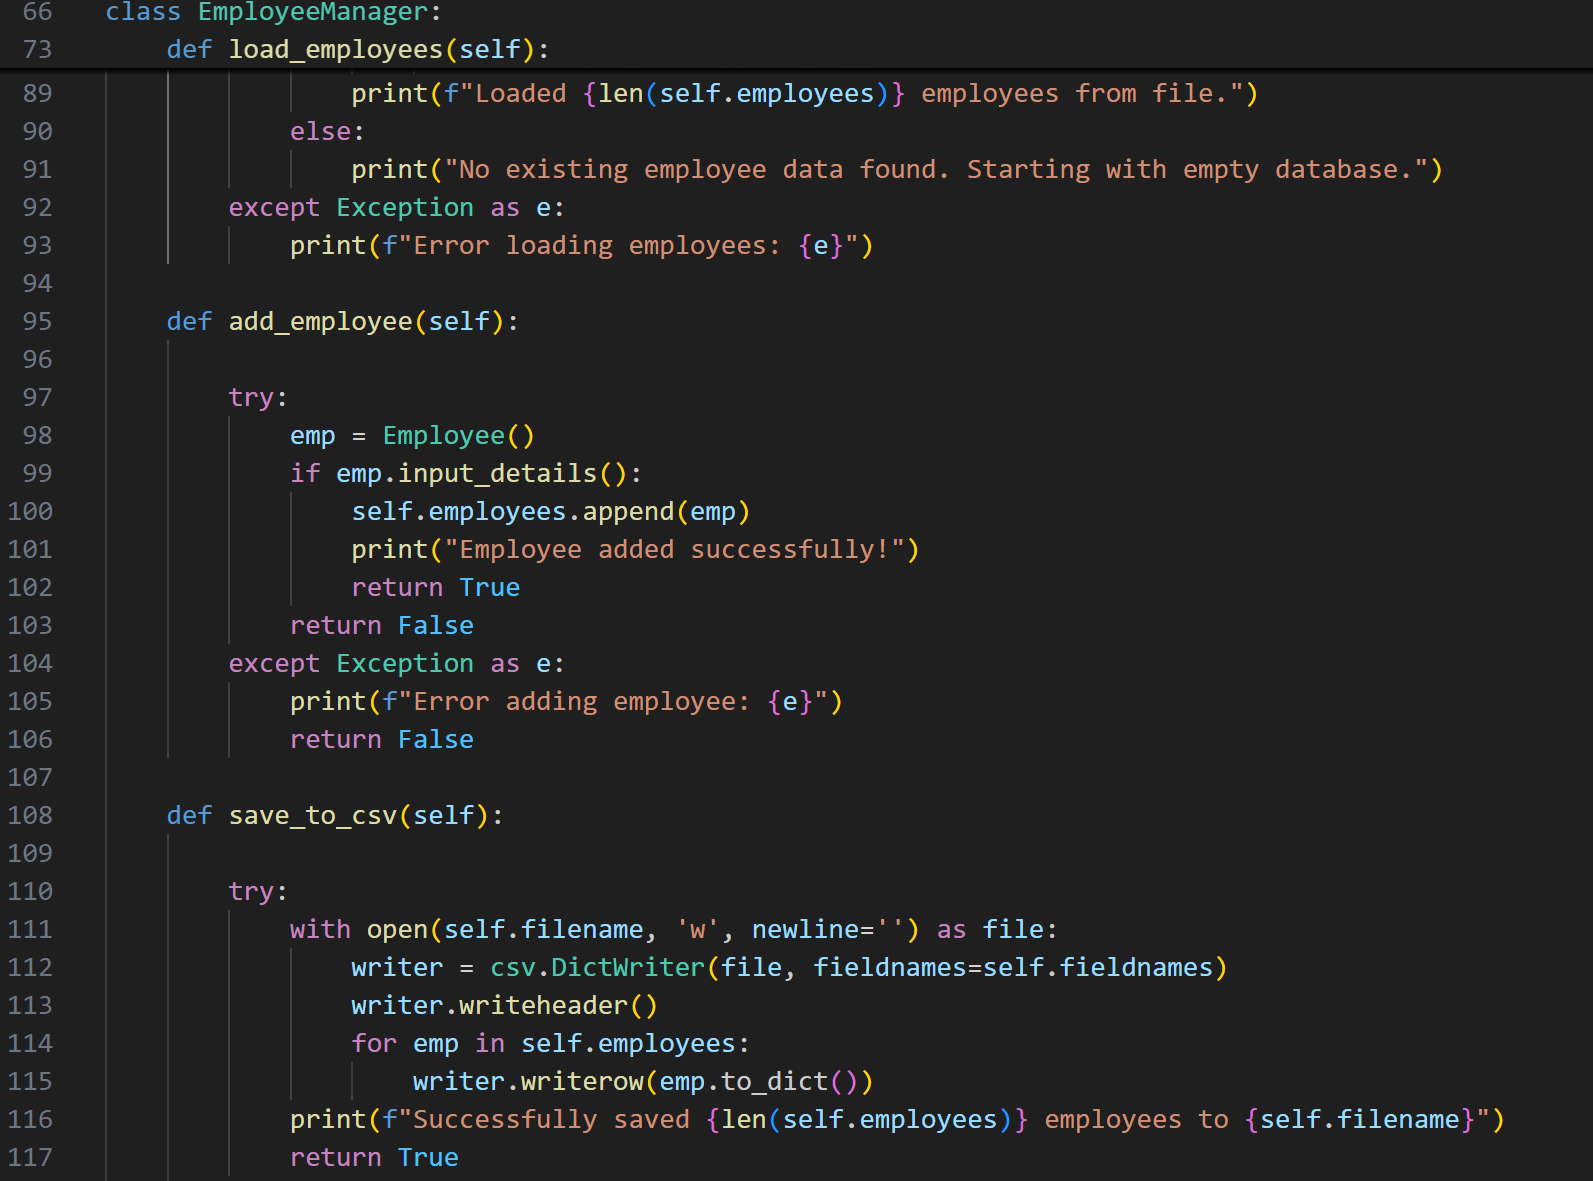 66 class EmployeeManager:
73     def load_employees(self):
89                 print(f"Loaded {len(self.employees)} employees from file.")
90             else:
91                 print("No existing employee data found. Starting with empty database.")
92         except Exception as e:
93             print(f"Error loading employees: {e}")
94
95     def add_employee(self):
96
97         try:
98             emp = Employee()
99             if emp.input_details():
100                 self.employees.append(emp)
101                 print("Employee added successfully!")
102                 return True
103             return False
104         except Exception as e:
105             print(f"Error adding employee: {e}")
106             return False
107
108     def save_to_csv(self):
109
110         try:
111             with open(self.filename, 'w', newline='') as file:
112                 writer = csv.DictWriter(file, fieldnames=self.fieldnames)
113                 writer.writeheader()
114                 for emp in self.employees:
115                     writer.writerow(emp.to_dict())
116             print(f"Successfully saved {len(self.employees)} employees to {self.filename}")
117             return True